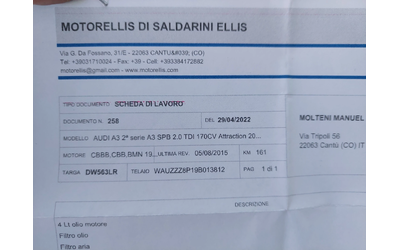 MOTORELLIS DI SALDARINI ELLIS
Via G. Da Fossano, 31/E - 22063 CANTU&#039; (CO)
Tel. +39031710024 - Fax: +39 - Cell. +393394172882
motorellis@gmail.com - www.motorellis.com
TIPO DOCUMENTO SCHEDA DI LAVORO
DOCUMENTO N. 258 DEL 29/04/2022
MOLTENI MANUEL
MODELLO AUDI A3 2ª serie A3 SPB 2.0 TDI 170CV Attraction 20...
Via Tripoli 56
22063 Cantù (CO) IT
MOTORE CBBB,CBB,BMN 19... ULTIMA REV. 05/08/2015 KM. 161
TARGA DW563LR TELAIO WAUZZZ8P19B013812 PAG 1 di 1
DESCRIZIONE
4 Lt olio motore
Filtro olio
Filtro aria